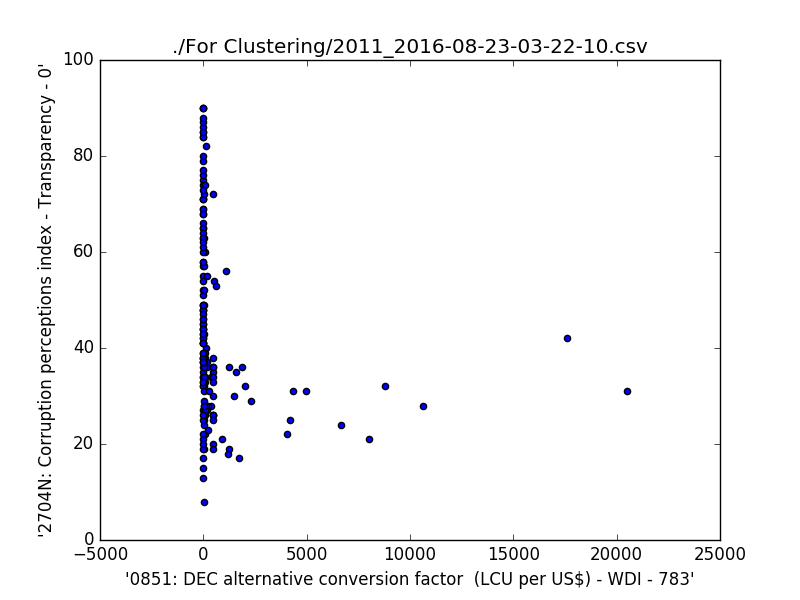 ./For Clustering/2011_2016-08-23-03-22-10.csv
'2704N: Corruption perceptions index - Transparency - 0'
100
80
60
40
20
0
−5000 0 5000 10000 15000 20000 25000
'0851: DEC alternative conversion factor  (LCU per US$) - WDI - 783'